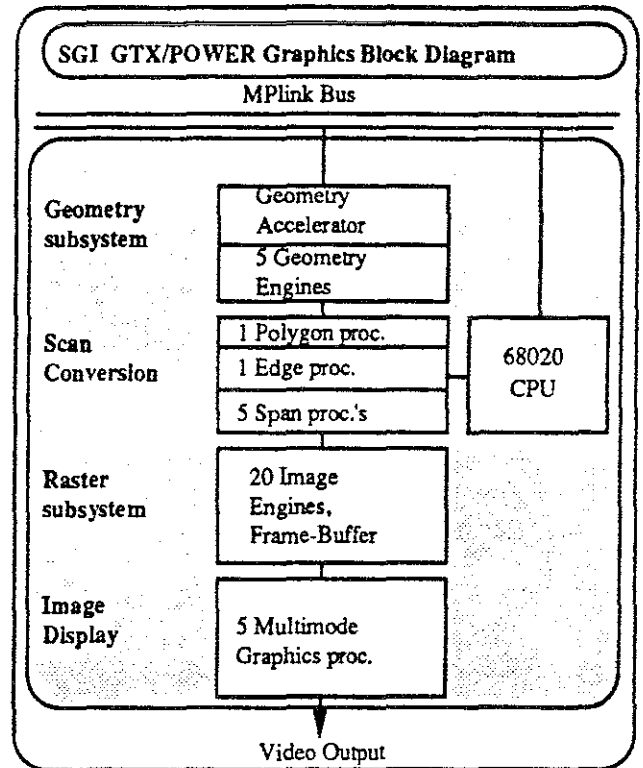 SGI GTX/POWER Graphics Block Diagram
MPlink Bus
Geometry
subsystem
Geometry
Accelerator
5 Geometry
Engines
Scan
Conversion
1 Polygon proc.
1 Edge proc.
5 Span proc.'s
68020
CPU
Raster
subsystem
20 Image
Engines,
Frame-Buffer
Image
Display
5 Multimode
Graphics proc.
Video Output